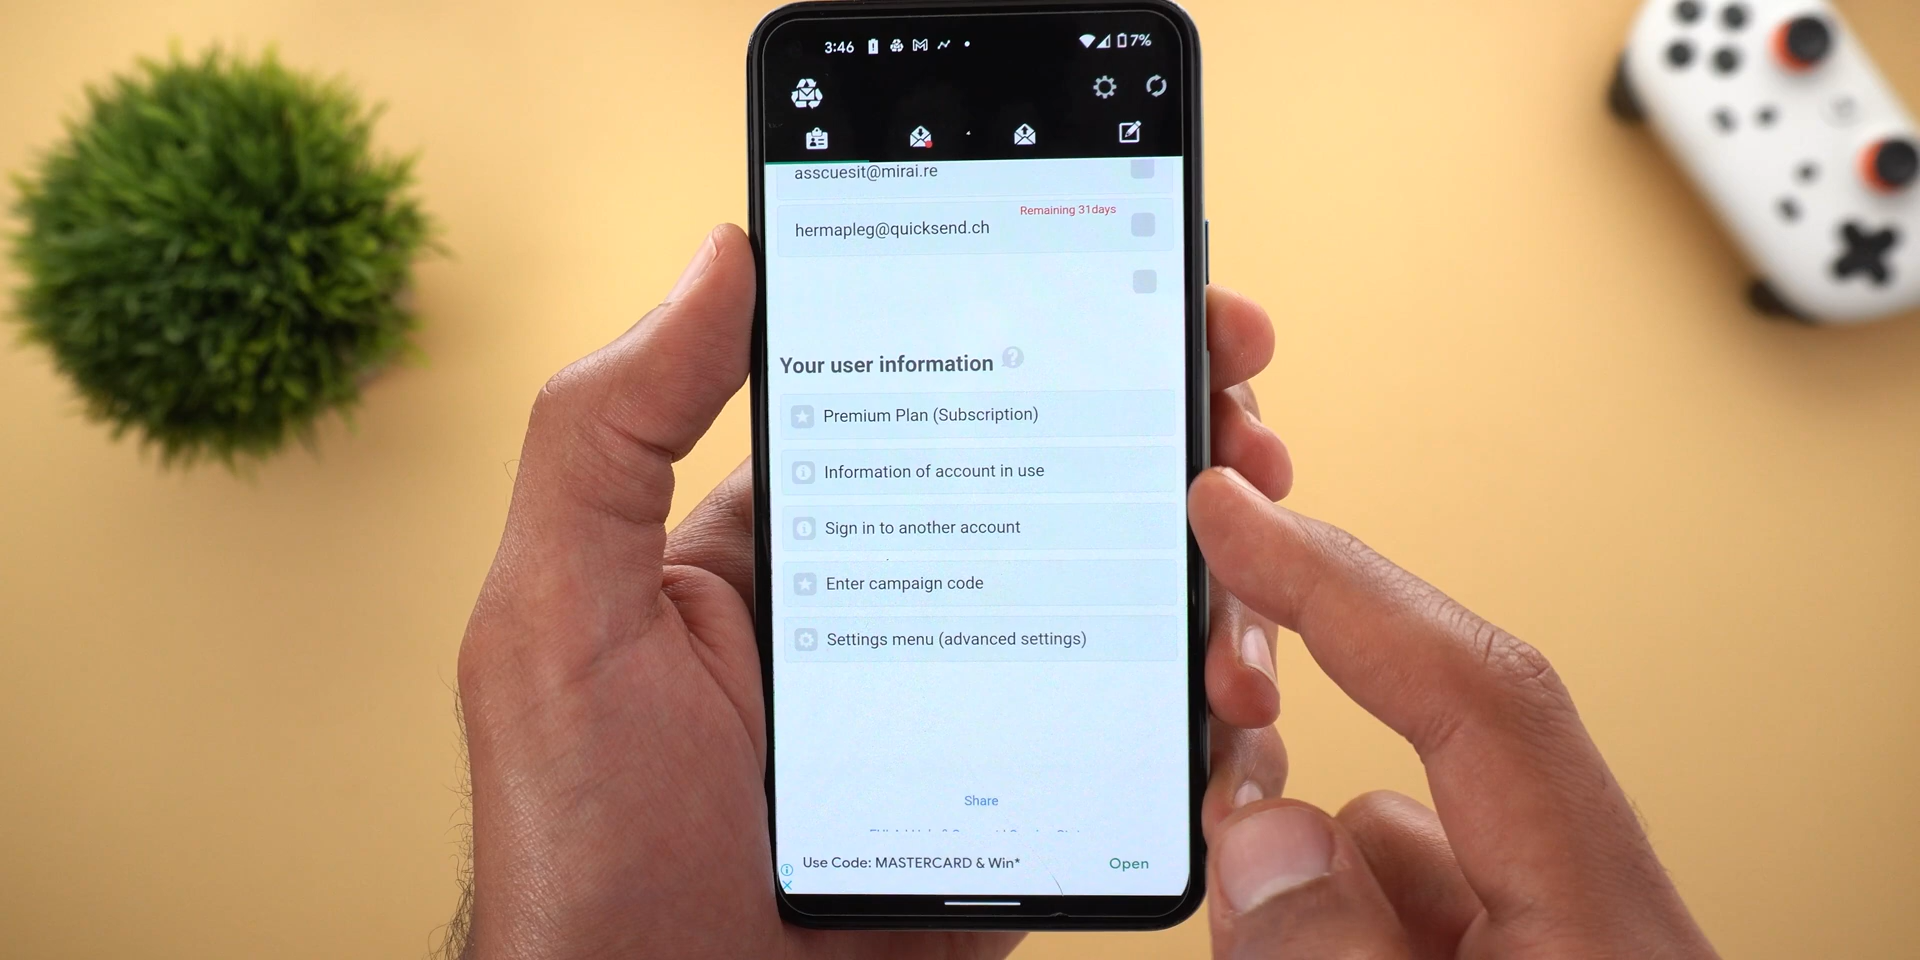 3:46
7%
asscuesit@mirai.re
Remaining 31days
hermapleg@quicksend.ch
Your user information ?
Premium Plan (Subscription)
Information of account in use
Sign in to another account
Enter campaign code
Settings menu (advanced settings)
Share
Use Code: MASTERCARD & Win*
Open